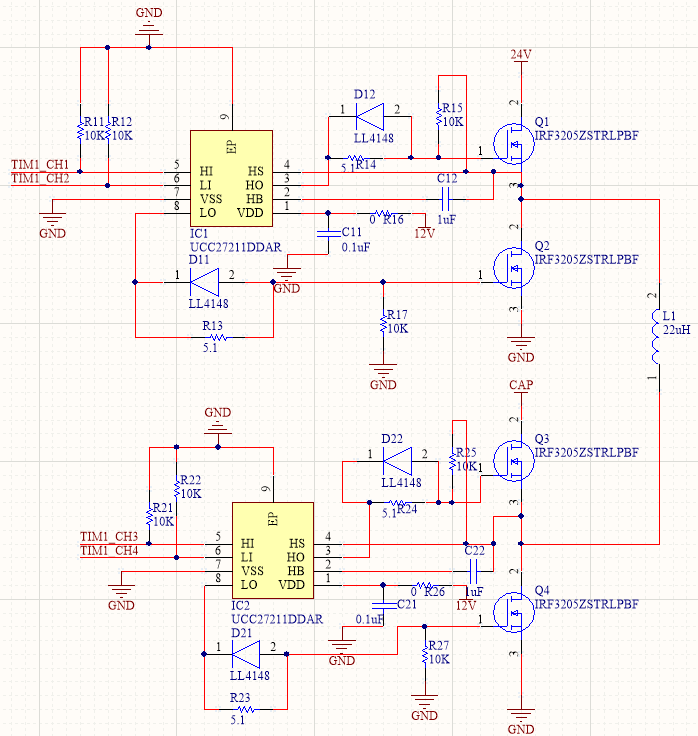 GND
24V
D12
1 2
LL4148
R15
10K
2
Q1
IRF3205ZSTRLPBF
1
3
R11 R12
10K 10K
9
EP
5.1 R14
TIM1_CH1
TIM1_CH2
5 HI HS 4
6 LI HO 3
7 VSS HB 2
8 LO VDD 1
IC1
UCC27211DDAR
C12
1uF
0 R16
12V
C11
0.1uF
GND
GND
D11
1 2
LL4148
R13
5.1
2
Q2
IRF3205ZSTRLPBF
1
3
R17
10K
GND
GND
2
L1
22uH
1
CAP
GND
D22
1 2
LL4148
R25
10K
2
Q3
IRF3205ZSTRLPBF
1
3
R22
10K
R21
10K
9
EP
5.1 R24
TIM1_CH3
TIM1_CH4
5 HI HS 4
6 LI HO 3
7 VSS HB 2
8 LO VDD 1
IC2
UCC27211DDAR
C22
1uF
0 R26
12V
C21
0.1uF
GND
GND
D21
1 2
LL4148
R23
5.1
2
Q4
IRF3205ZSTRLPBF
1
3
R27
10K
GND
GND